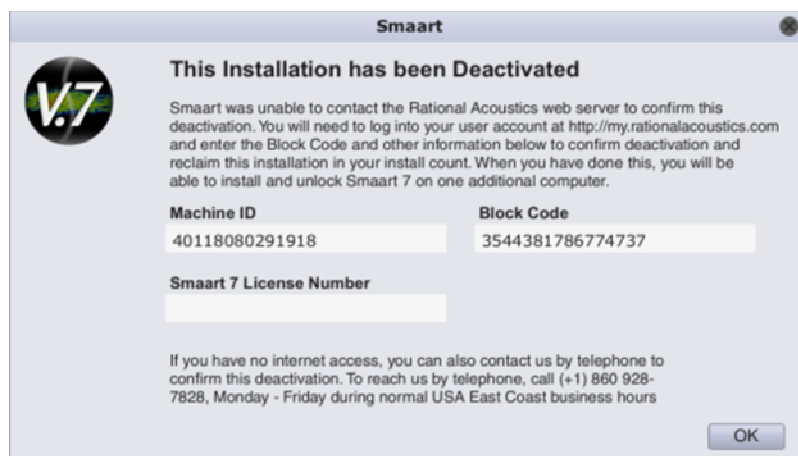 Smaart
V.7
This Installation has been Deactivated
Smaart was unable to contact the Rational Acoustics web server to confirm this
deactivation. You will need to log into your user account at http://my.rationalacoustics.com
and enter the Block Code and other information below to confirm deactivation and
reclaim this installation in your install count. When you have done this, you will be
able to install and unlock Smaart 7 on one additional computer.
Machine ID
40118080291918
Block Code
3544381786774737
Smaart 7 License Number
If you have no internet access, you can also contact us by telephone to
confirm this deactivation. To reach us by telephone, call (+1) 860 928-
7828, Monday - Friday during normal USA East Coast business hours
OK